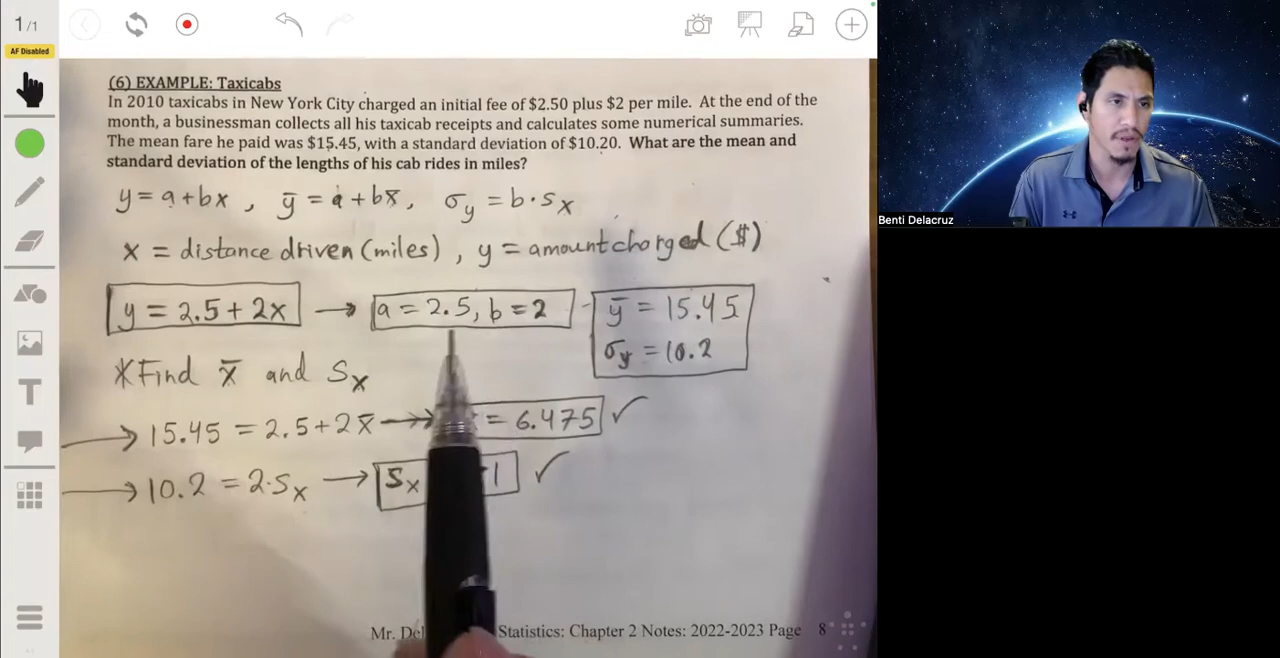 1/1
AF Disabled
(6) EXAMPLE: Taxicabs
In 2010 taxicabs in New York City charged an initial fee of $2.50 plus $2 per mile. At the end of the
month, a businessman collects all his taxicab receipts and calculates some numerical summaries.
The mean fare he paid was $15.45, with a standard deviation of $10.20. What are the mean and
standard deviation of the lengths of his cab rides in miles?
y = a + bx , ȳ = a + bx̄, σy = b · sx
x = distance driven (miles) , y = amount charged ($)
y = 2.5 + 2x → a = 2.5, b = 2 ȳ = 15.45
σy = 10.2
*Find x̄ and Sx
→ 15.45 = 2.5 + 2x̄ → = 6.475 ✓
→ 10.2 = 2·Sx → Sx 1 ✓
Mr. Statistics: Chapter 2 Notes: 2022-2023 Page 8
Benti Delacruz
T